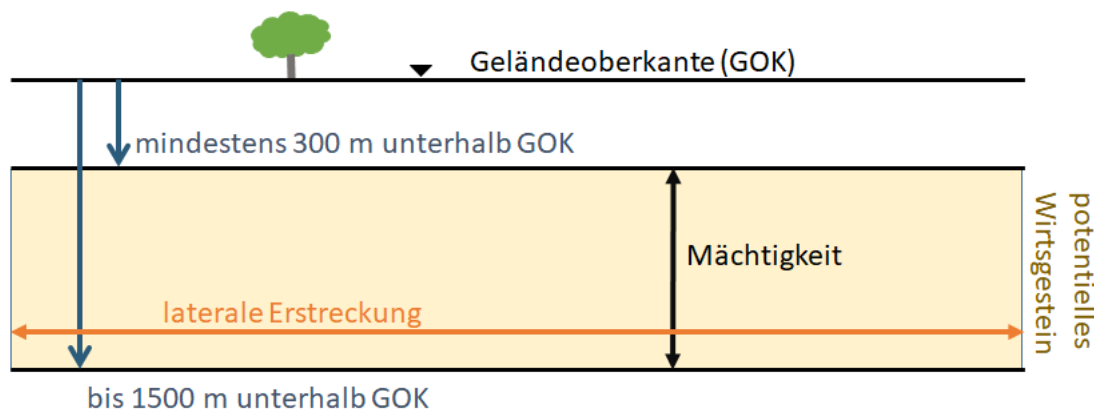 Geländeoberkante (GOK)
mindestens 300 m unterhalb GOK
Mächtigkeit
laterale Erstreckung
bis 1500 m unterhalb GOK
potentielles
Wirtsgestein